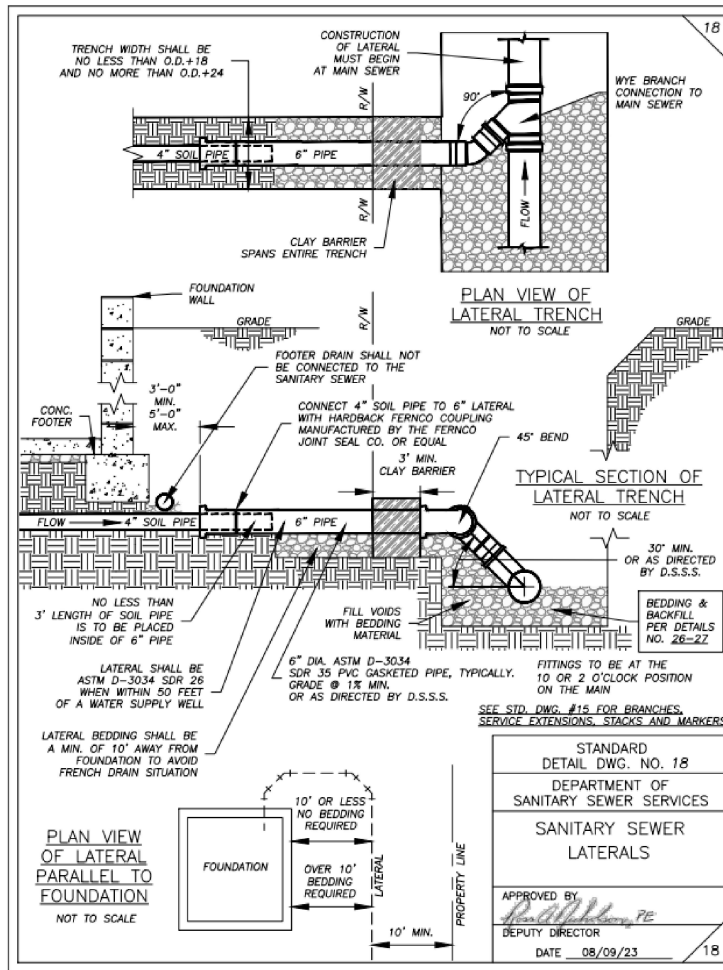 18
TRENCH WIDTH SHALL BE
NO LESS THAN O.D.+18
AND NO MORE THAN O.D.+24
CONSTRUCTION
OF LATERAL
MUST BEGIN
AT MAIN SEWER
R/W
90°
WYE BRANCH
CONNECTION TO
MAIN SEWER
4" SOIL PIPE
6" PIPE
FLOW
R/W
CLAY BARRIER
SPANS ENTIRE TRENCH
PLAN VIEW OF
LATERAL TRENCH
NOT TO SCALE
FOUNDATION
WALL
GRADE
R/W
GRADE
FOOTER DRAIN SHALL NOT
BE CONNECTED TO THE
SANITARY SEWER
3'-0"
MIN.
5'-0"
MAX.
CONC.
FOOTER
CONNECT 4" SOIL PIPE TO 6" LATERAL
WITH HARDBACK FERNCO COUPLING
MANUFACTURED BY THE FERNCO
JOINT SEAL CO. OR EQUAL
45° BEND
3' MIN.
CLAY BARRIER
TYPICAL SECTION OF
LATERAL TRENCH
NOT TO SCALE
FLOW
4" SOIL PIPE
6" PIPE
30° MIN.
OR AS DIRECTED
BY D.S.S.S.
NO LESS THAN
3' LENGTH OF SOIL PIPE
IS TO BE PLACED
INSIDE OF 6" PIPE
FILL VOIDS
WITH BEDDING
MATERIAL
BEDDING &
BACKFILL
PER DETAILS
NO. 26-27
LATERAL SHALL BE
ASTM D-3034 SDR 26
WHEN WITHIN 50 FEET
OF A WATER SUPPLY WELL
6" DIA. ASTM D-3034
SDR 35 PVC GASKETED PIPE, TYPICALLY.
GRADE @ 1% MIN.
OR AS DIRECTED BY D.S.S.S.
FITTINGS TO BE AT THE
10 OR 2 O'CLOCK POSITION
ON THE MAIN
SEE STD. DWG. #15 FOR BRANCHES,
SERVICE EXTENSIONS, STACKS AND MARKERS
LATERAL BEDDING SHALL BE
A MIN. OF 10' AWAY FROM
FOUNDATION TO AVOID
FRENCH DRAIN SITUATION
PLAN VIEW
OF LATERAL
PARALLEL TO
FOUNDATION
NOT TO SCALE
FOUNDATION
10' OR LESS
NO BEDDING
REQUIRED
OVER 10'
BEDDING
REQUIRED
LATERAL
PROPERTY LINE
10' MIN.
STANDARD
DETAIL DWG. NO. 18
DEPARTMENT OF
SANITARY SEWER SERVICES
SANITARY SEWER
LATERALS
APPROVED BY
PE
DEPUTY DIRECTOR
DATE 08/09/23
18